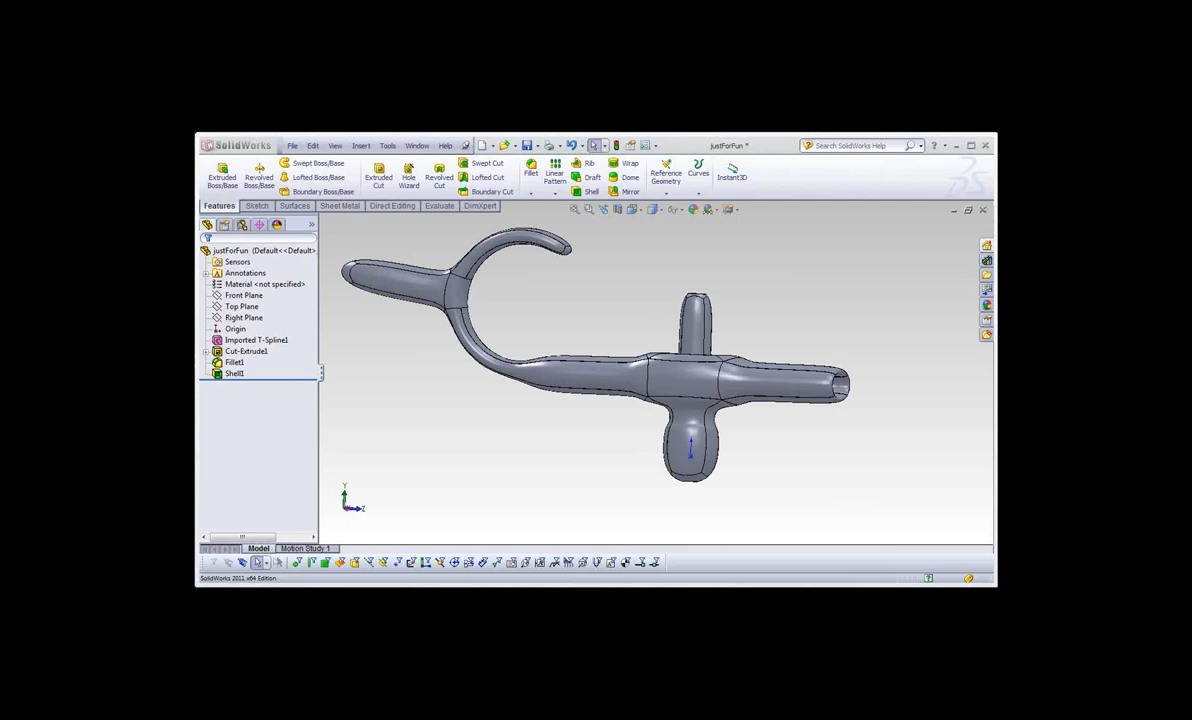 SolidWorks File Edit View Insert Tools Window Help justForFun * Search SolidWorks Help
Extruded Boss/Base
Revolved Boss/Base
Swept Boss/Base
Lofted Boss/Base
Boundary Boss/Base
Extruded Cut
Hole Wizard
Revolved Cut
Swept Cut
Lofted Cut
Boundary Cut
Fillet
Linear Pattern
Rib
Draft
Shell
Wrap
Dome
Mirror
Reference Geometry
Curves
Instant3D
Features Sketch Surfaces Sheet Metal Direct Editing Evaluate DimXpert
justForFun (Default<<Default>
Sensors
Annotations
Material <not specified>
Front Plane
Top Plane
Right Plane
Origin
Imported T-Spline1
Cut-Extrude1
Fillet1
Shell1
Y
Z
Model Motion Study 1
SolidWorks 2011 x64 Edition